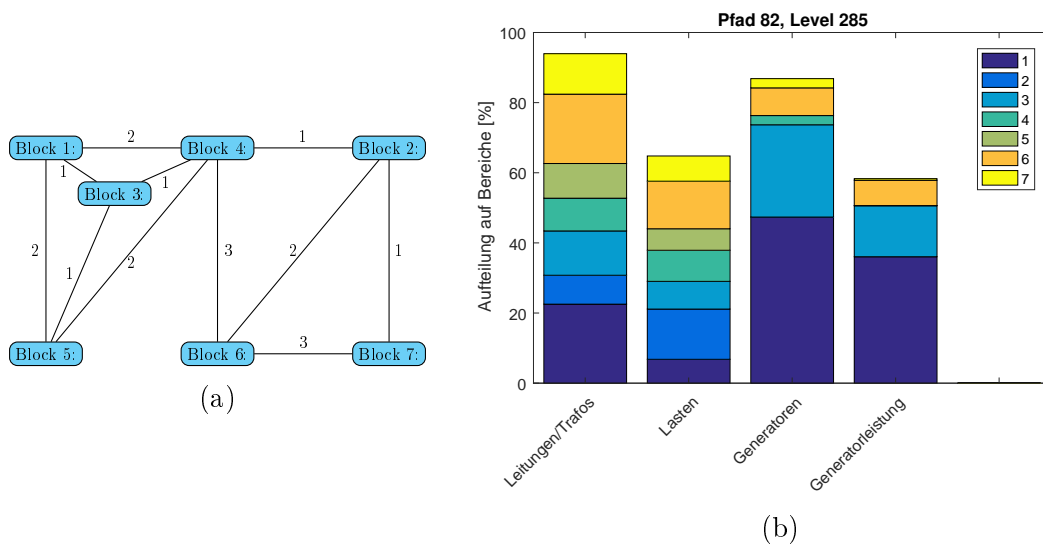 2
1
Block 1:
Block 4:
Block 2:
1
1
Block 3:
2
1
2
3
2
1
3
Block 5:
Block 6:
Block 7:
(a)
Pfad 82, Level 285
Aufteilung auf Bereiche [%]
100
80
60
40
20
0
1
2
3
4
5
6
7
Leitungen/Trafos
Lasten
Generatoren
Generatorleistung
(b)